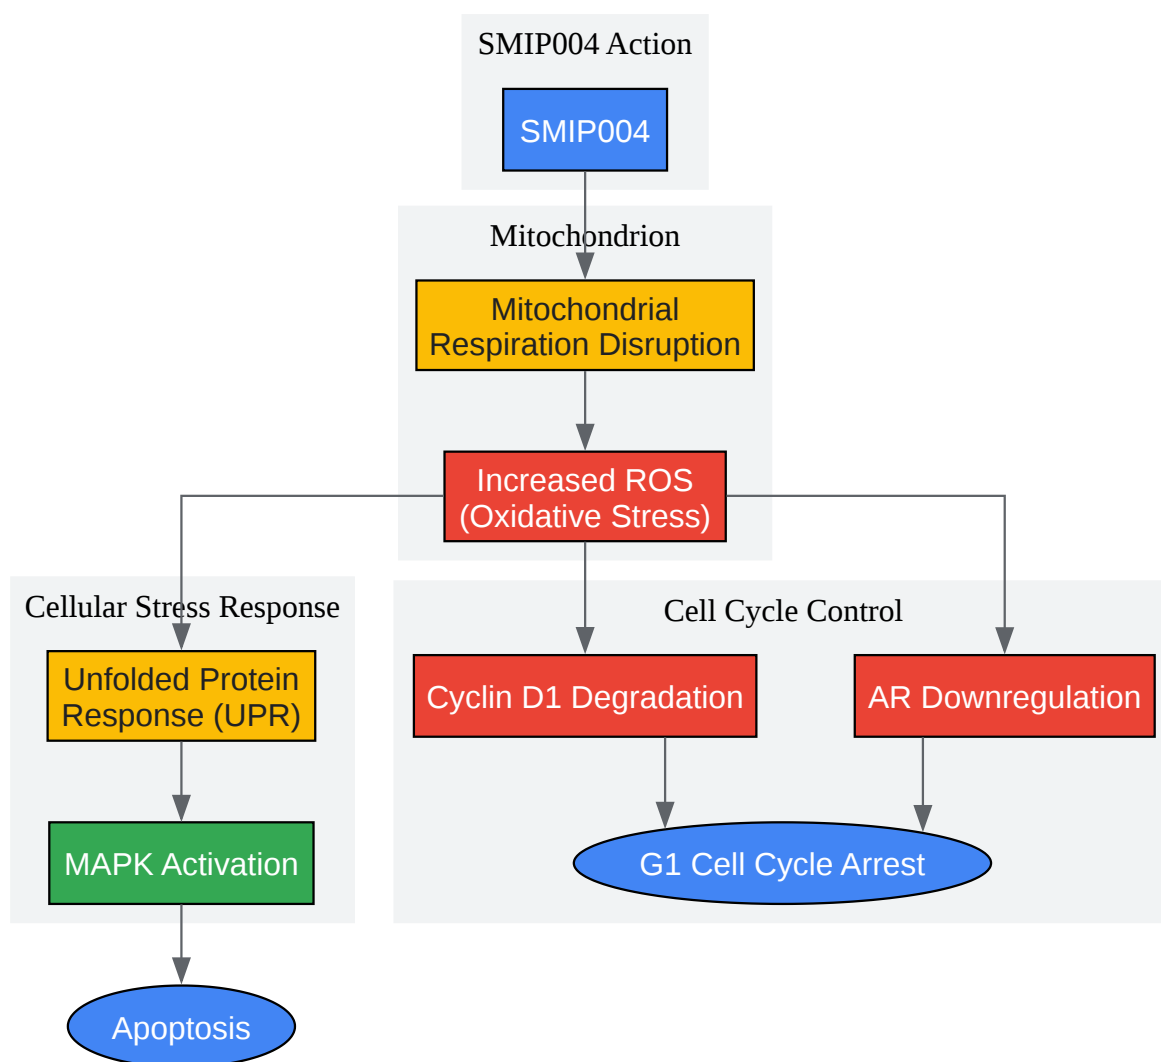 SMIP004 Action
SMIP004
Mitochondrion
Mitochondrial
Respiration Disruption
Increased ROS
(Oxidative Stress)
Cellular Stress Response
Unfolded Protein
Response (UPR)
MAPK Activation
Apoptosis
Cell Cycle Control
Cyclin D1 Degradation
AR Downregulation
G1 Cell Cycle Arrest